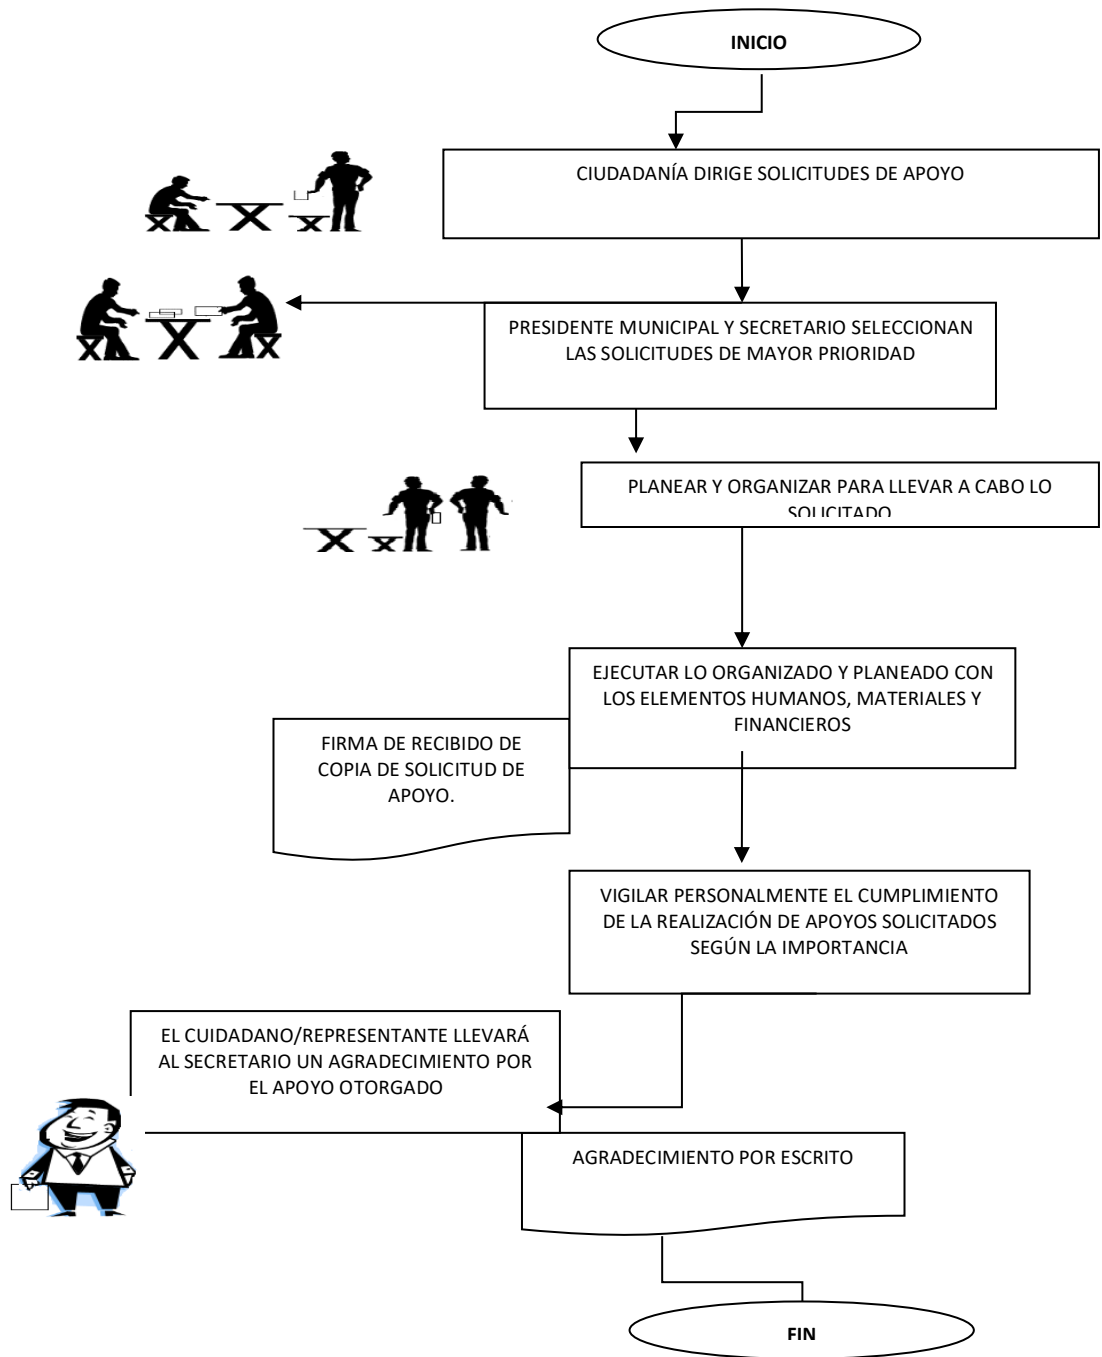 INICIO
CIUDADANÍA DIRIGE SOLICITUDES DE APOYO
PRESIDENTE MUNICIPAL Y SECRETARIO SELECCIONAN
LAS SOLICITUDES DE MAYOR PRIORIDAD
PLANEAR Y ORGANIZAR PARA LLEVAR A CABO LO
SOLICITADO
EJECUTAR LO ORGANIZADO Y PLANEADO CON
LOS ELEMENTOS HUMANOS, MATERIALES Y
FINANCIEROS
FIRMA DE RECIBIDO DE
COPIA DE SOLICITUD DE
APOYO.
VIGILAR PERSONALMENTE EL CUMPLIMIENTO
DE LA REALIZACIÓN DE APOYOS SOLICITADOS
SEGÚN LA IMPORTANCIA
EL CUIDADANO/REPRESENTANTE LLEVARÁ
AL SECRETARIO UN AGRADECIMIENTO POR
EL APOYO OTORGADO
AGRADECIMIENTO POR ESCRITO
FIN